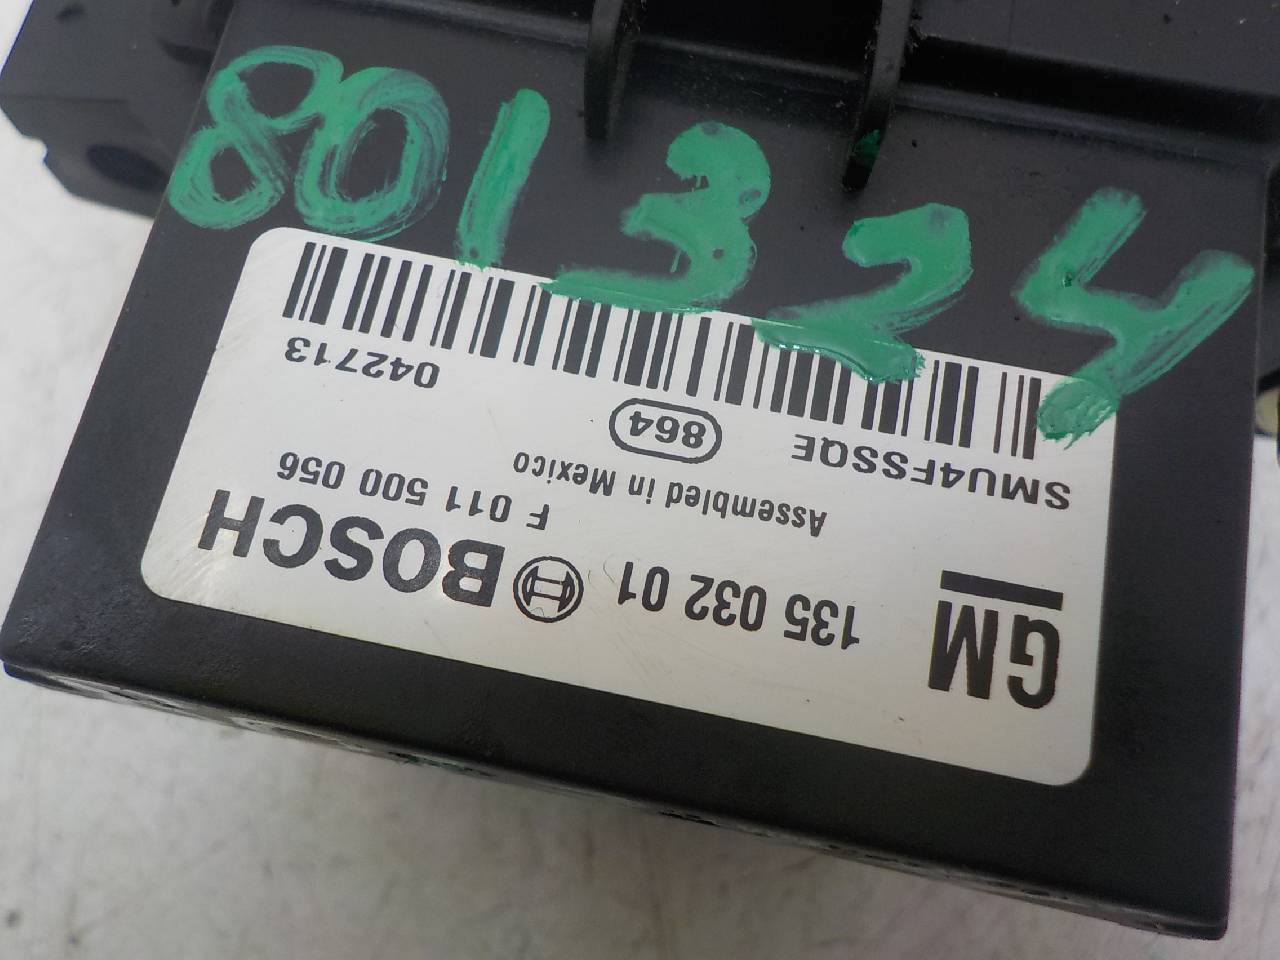 801324
GM
135 032 01
BOSCH
F 011 500 056
Assembled in Mexico
864
SMU4FSSQE
042713